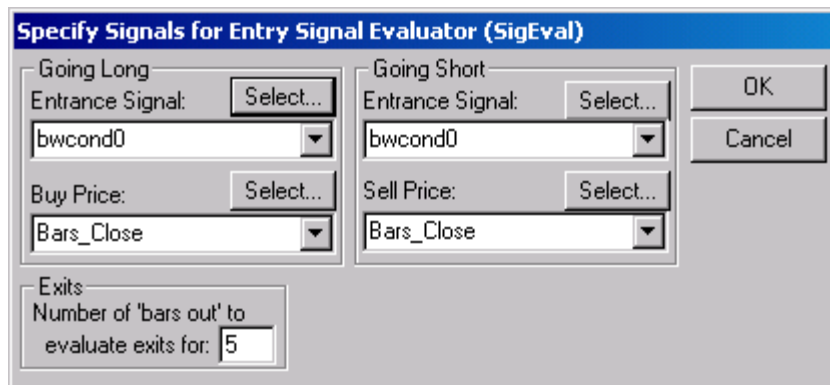 Specify Signals for Entry Signal Evaluator (SigEval)
Going Long
Entrance Signal: Select...
bwcond0
Buy Price: Select...
Bars_Close
Going Short
Entrance Signal: Select...
bwcond0
Sell Price: Select...
Bars_Close
OK
Cancel
Exits
Number of 'bars out' to
evaluate exits for: 5